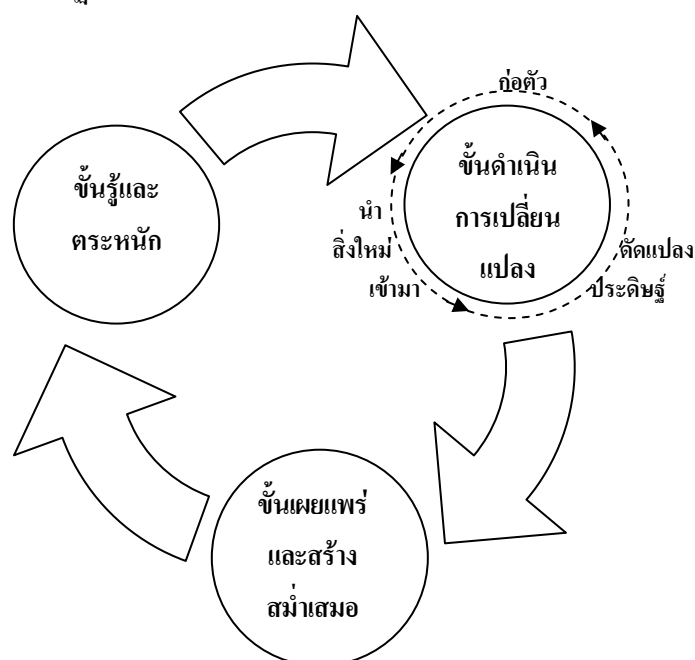 ขั้นรู้และ
ตระหนัก
ก่อตัว
ขั้นดำเนิน
การเปลี่ยน
แปลง
นำ
สิ่งใหม่
เข้ามา
ดัดแปลง
ประดิษฐ์
ขั้นเผยแพร่
และสร้าง
สม่ำเสมอ